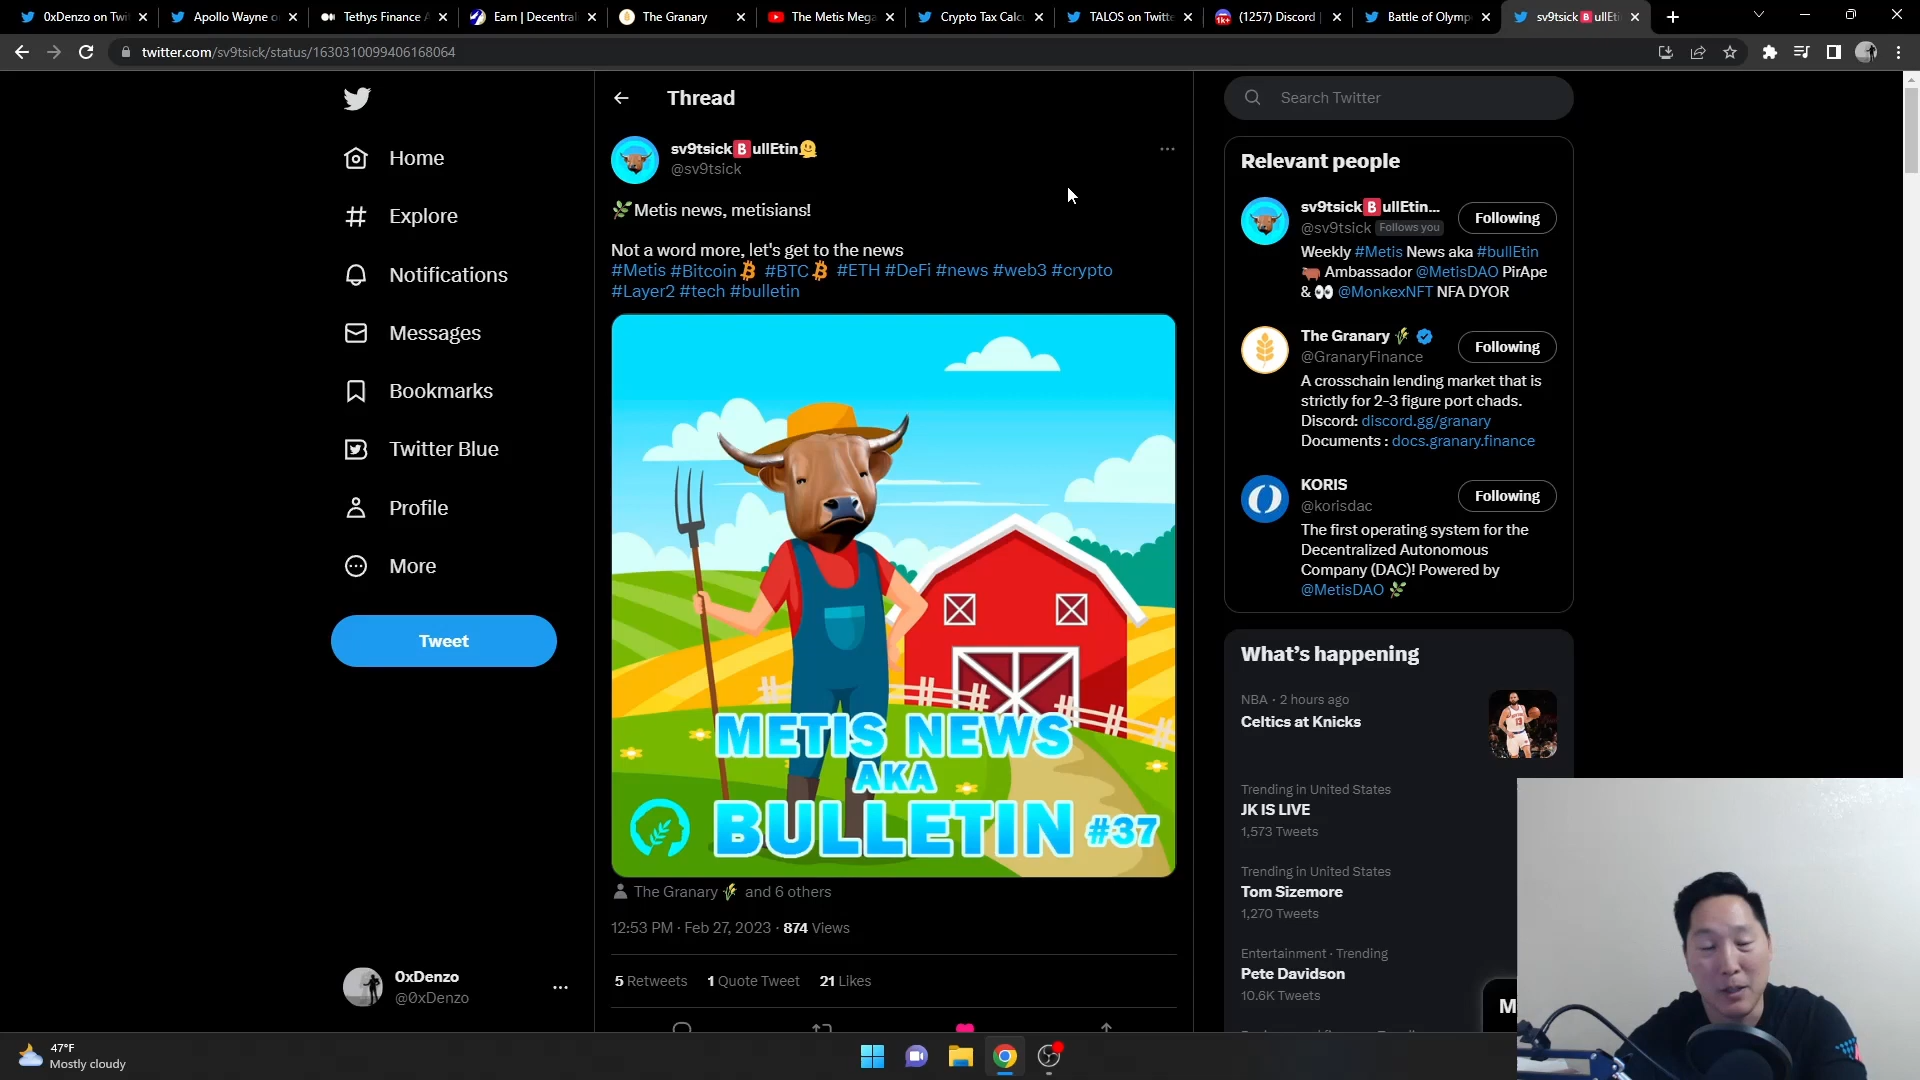 0xDenzo on Twi
Apollo Wayne o
Tethys Finance A
Earn | Decentral
The Granary
The Metis Mega
Crypto Tax Calc
TALOS on Twitte
(1257) Discord |
Battle of Olymp
sv9tsick🅱️ullEti
twitter.com/sv9tsick/status/1630310099406168064
Home
Explore
Notifications
Messages
Bookmarks
Twitter Blue
Profile
More
Tweet
0xDenzo
@0xDenzo
Thread
sv9tsick🅱️ullEtin🫠
@sv9tsick
🌿Metis news, metisians!
Not a word more, let's get to the news
#Metis #Bitcoin #BTC #ETH #DeFi #news #web3 #crypto
#Layer2 #tech #bulletin
METIS NEWS
AKA
BULLETIN #37
The Granary 🌾 and 6 others
12:53 PM · Feb 27, 2023 · 874 Views
5 Retweets 1 Quote Tweet 21 Likes
Search Twitter
Relevant people
sv9tsick🅱️ullEtin...
Following
@sv9tsick Follows you
Weekly #Metis News aka #bullEtin
🐂 Ambassador @MetisDAO PirApe
& 👀 @MonkexNFT NFA DYOR
The Granary 🌾
Following
@GranaryFinance
A crosschain lending market that is
strictly for 2-3 figure port chads.
Discord: discord.gg/granary
Documents : docs.granary.finance
KORIS
Following
@korisdac
The first operating system for the
Decentralized Autonomous
Company (DAC)! Powered by
@MetisDAO 🌿
What's happening
NBA · 2 hours ago
Celtics at Knicks
Trending in United States
JK IS LIVE
1,573 Tweets
Trending in United States
Tom Sizemore
1,270 Tweets
Entertainment · Trending
Pete Davidson
10.6K Tweets
M
47°F
Mostly cloudy